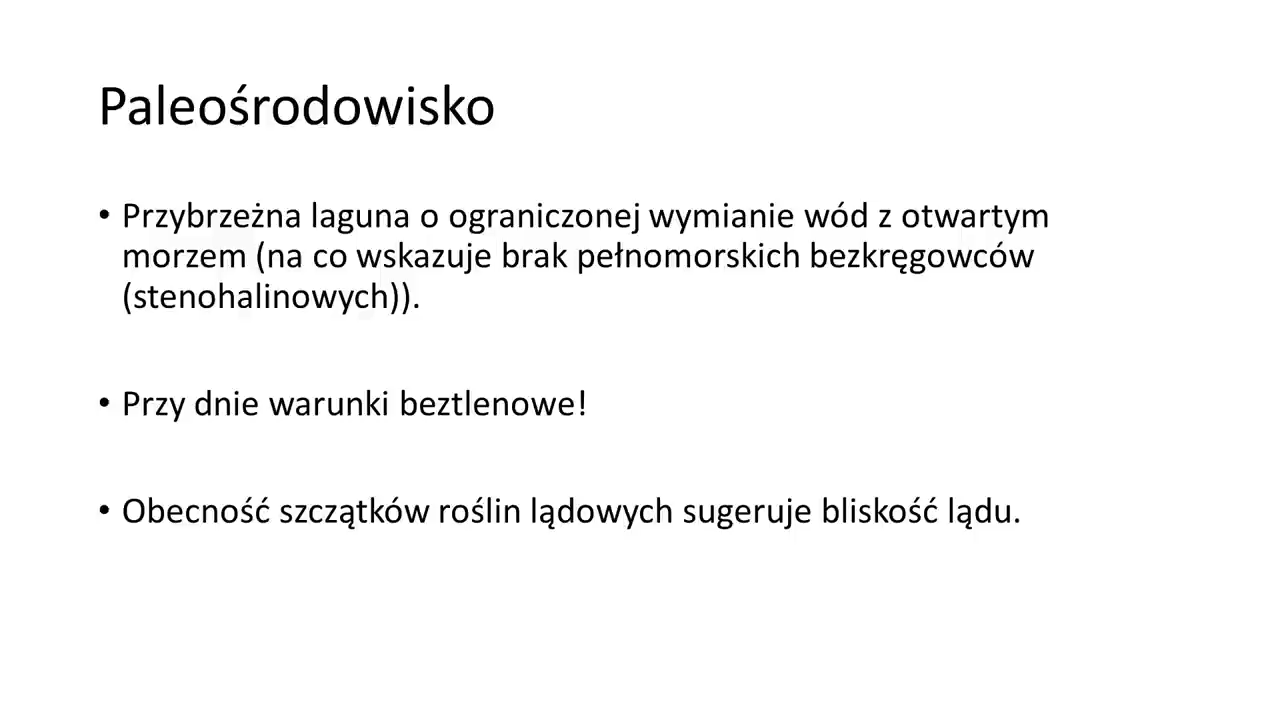 Paleośrodowisko
• Przybrzeżna laguna o ograniczonej wymianie wód z otwartym
morzem (na co wskazuje brak pełnomorskich bezkręgowców
(stenohalinowych)).
• Przy dnie warunki beztlenowe!
• Obecność szczątków roślin lądowych sugeruje bliskość lądu.